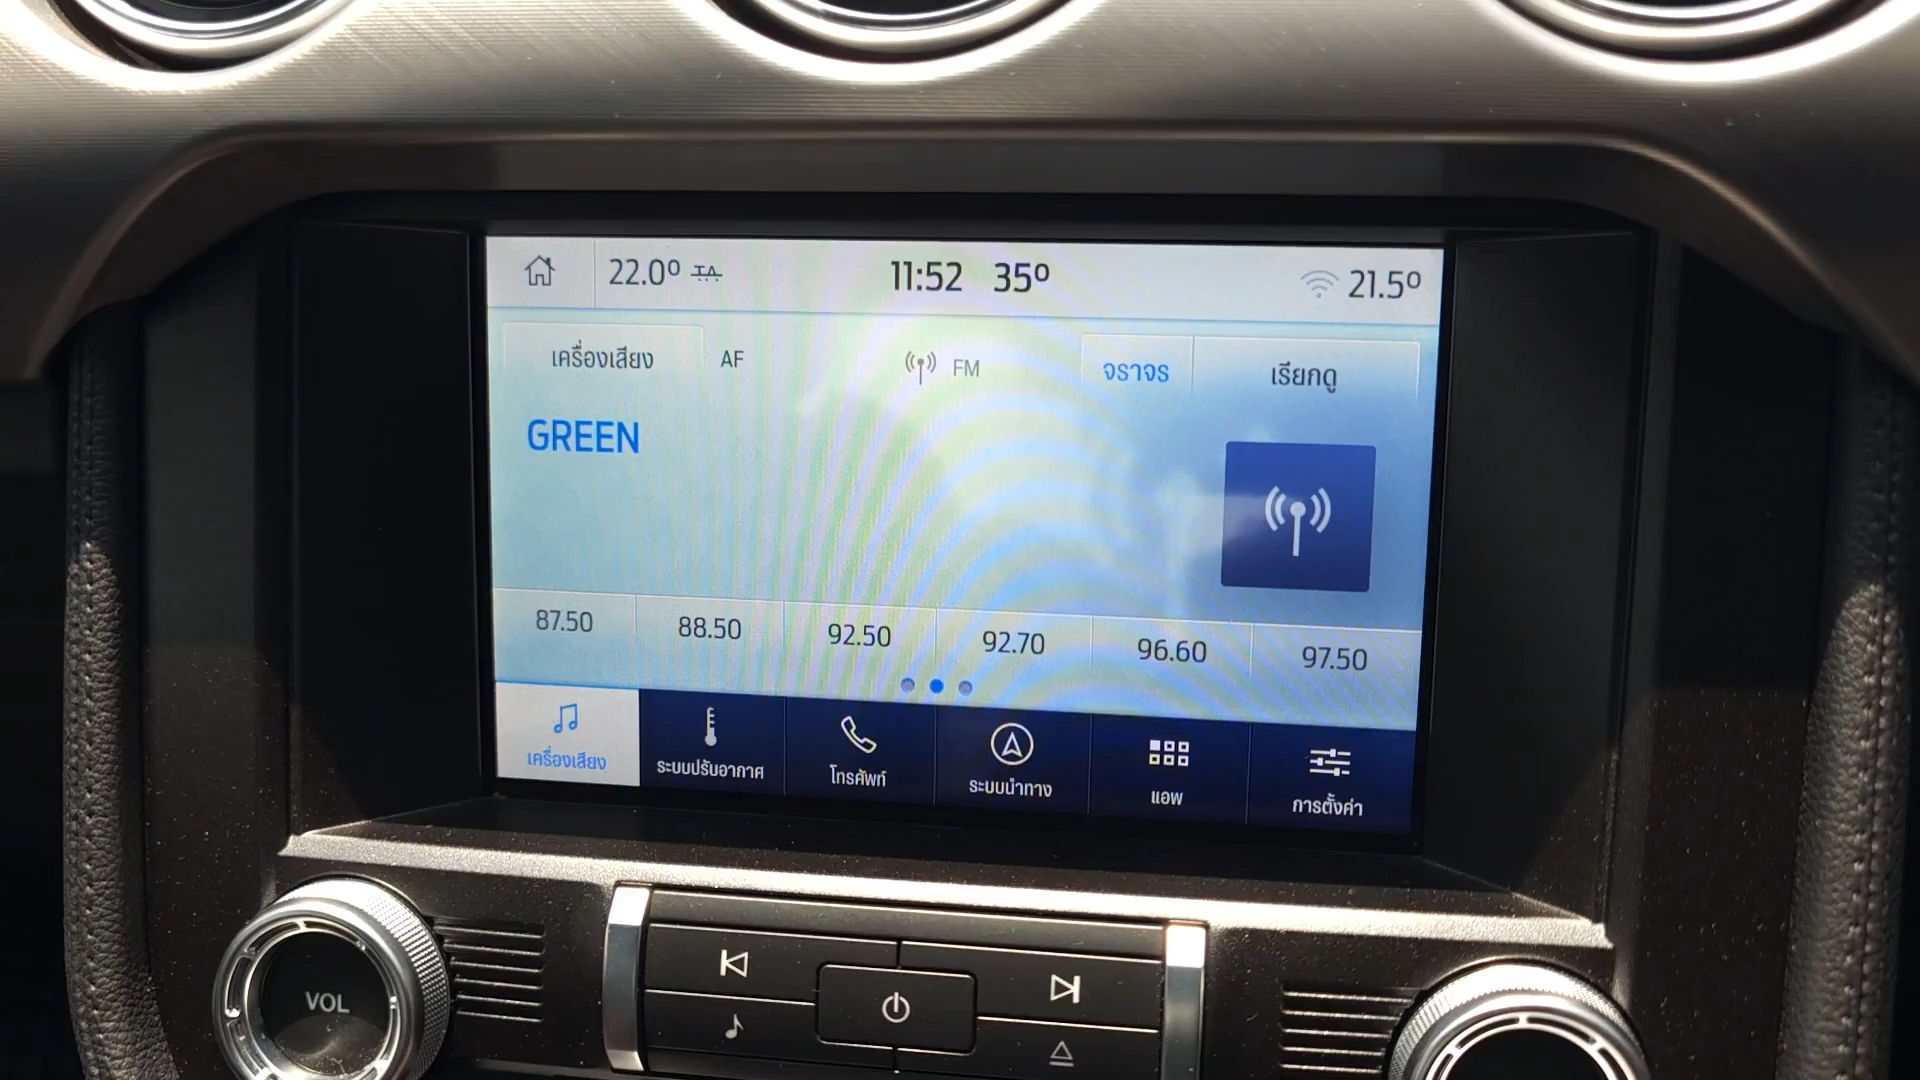 22.0° TA 11:52 35° 21.5°
เครื่องเสียง AF FM จราจร เรียกดู
GREEN
87.50 88.50 92.50 92.70 96.60 97.50
เครื่องเสียง ระบบปรับอากาศ โทรศัพท์ ระบบนำทาง แอพ การตั้งค่า
VOL